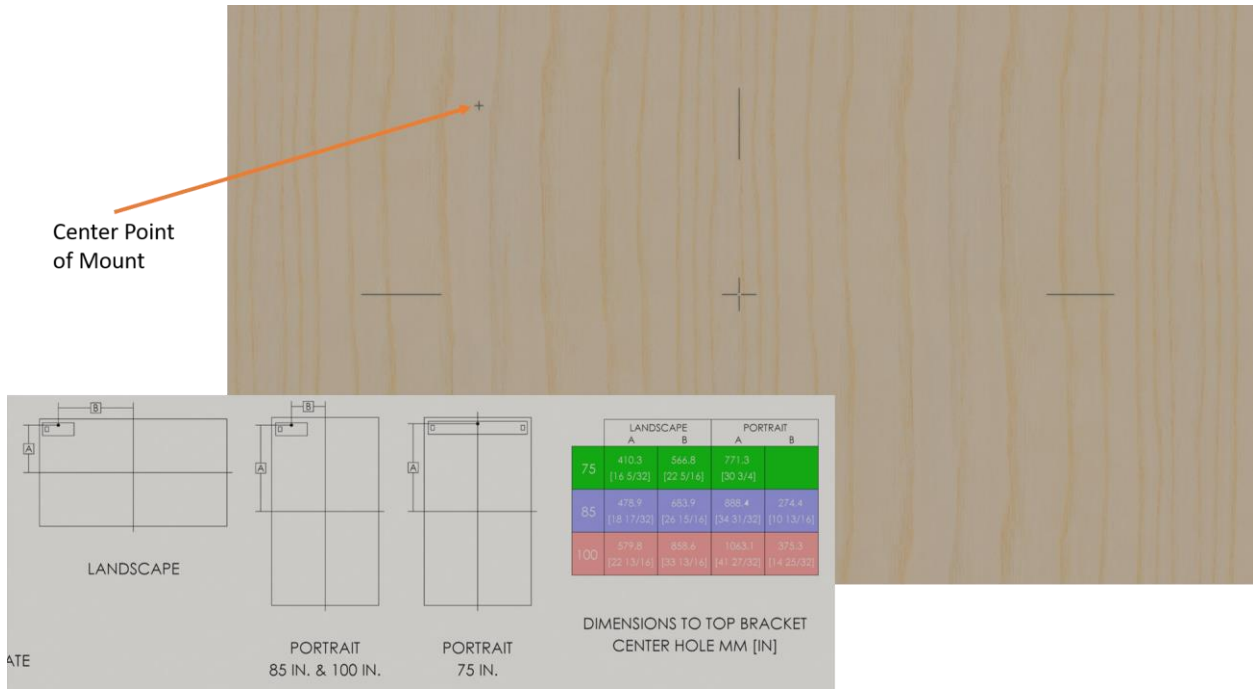 Center Point
of Mount
B
A
LANDSCAPE
B
A
PORTRAIT
85 IN. & 100 IN.
A
PORTRAIT
75 IN.
LANDSCAPE PORTRAIT
A B A B
75 410.3 566.8 771.3
[16 5/32] [22 5/16] [30 3/4]
85 478.9 683.9 888.4 274.4
[18 17/32] [26 15/16] [34 31/32] [10 13/16]
100 579.8 858.6 1063.1 375.3
[22 13/16] [33 13/16] [41 27/32] [14 25/32]
DIMENSIONS TO TOP BRACKET
CENTER HOLE MM [IN]
ATE